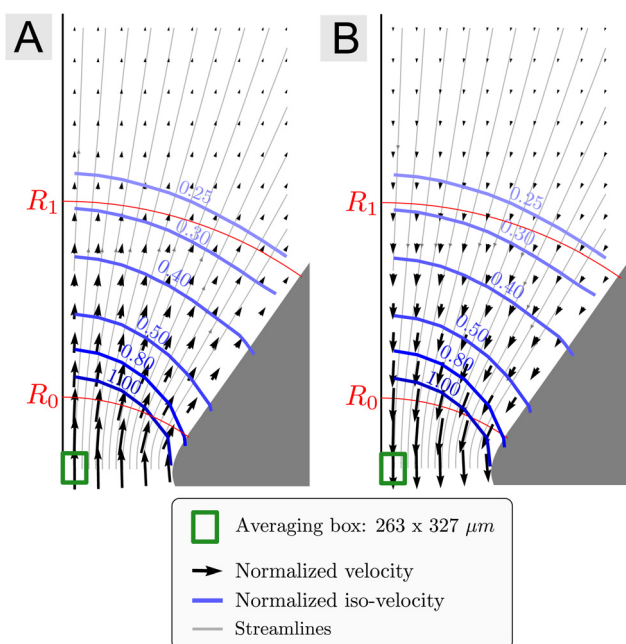 A
B
0.25
R1
0.30
0.40
0.50
0.80
1.00
R0
0.25
R1
0.30
0.40
0.50
0.80
1.00
R0
Averaging box: 263 x 327 μm
Normalized velocity
Normalized iso-velocity
Streamlines